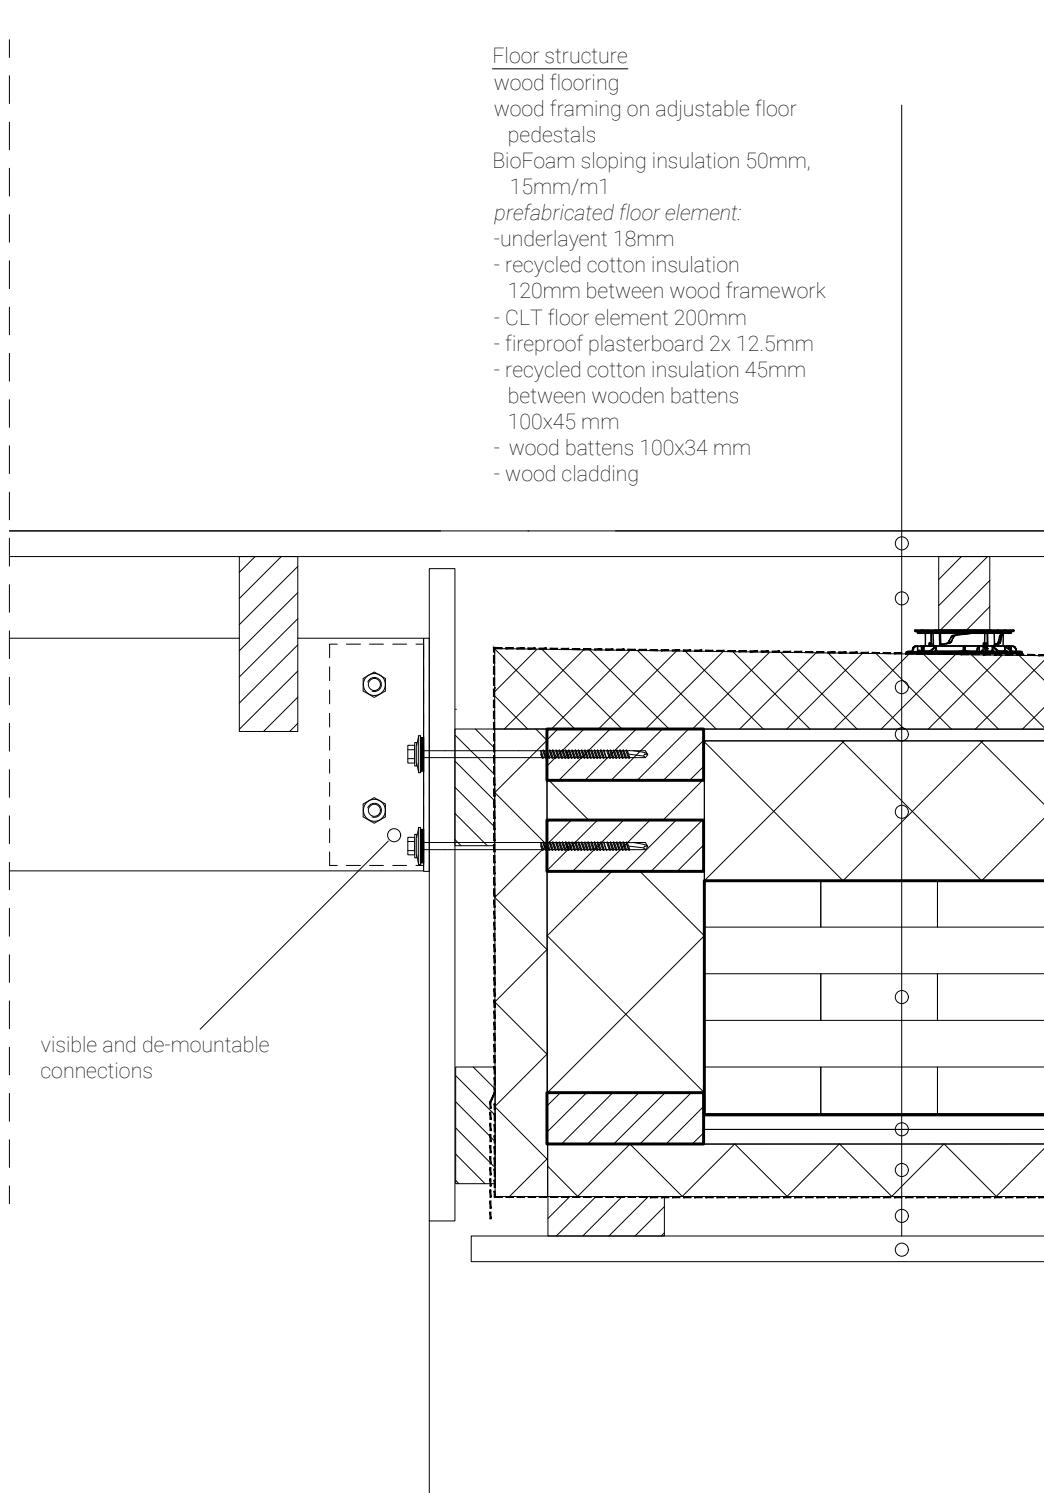 Floor structure
wood flooring
wood framing on adjustable floor
pedestals
BioFoam sloping insulation 50mm,
15mm/m1
prefabricated floor element:
-underlayent 18mm
- recycled cotton insulation
120mm between wood framework
- CLT floor element 200mm
- fireproof plasterboard 2x 12.5mm
- recycled cotton insulation 45mm
between wooden battens
100x45 mm
- wood battens 100x34 mm
- wood cladding
visible and de-mountable
connections